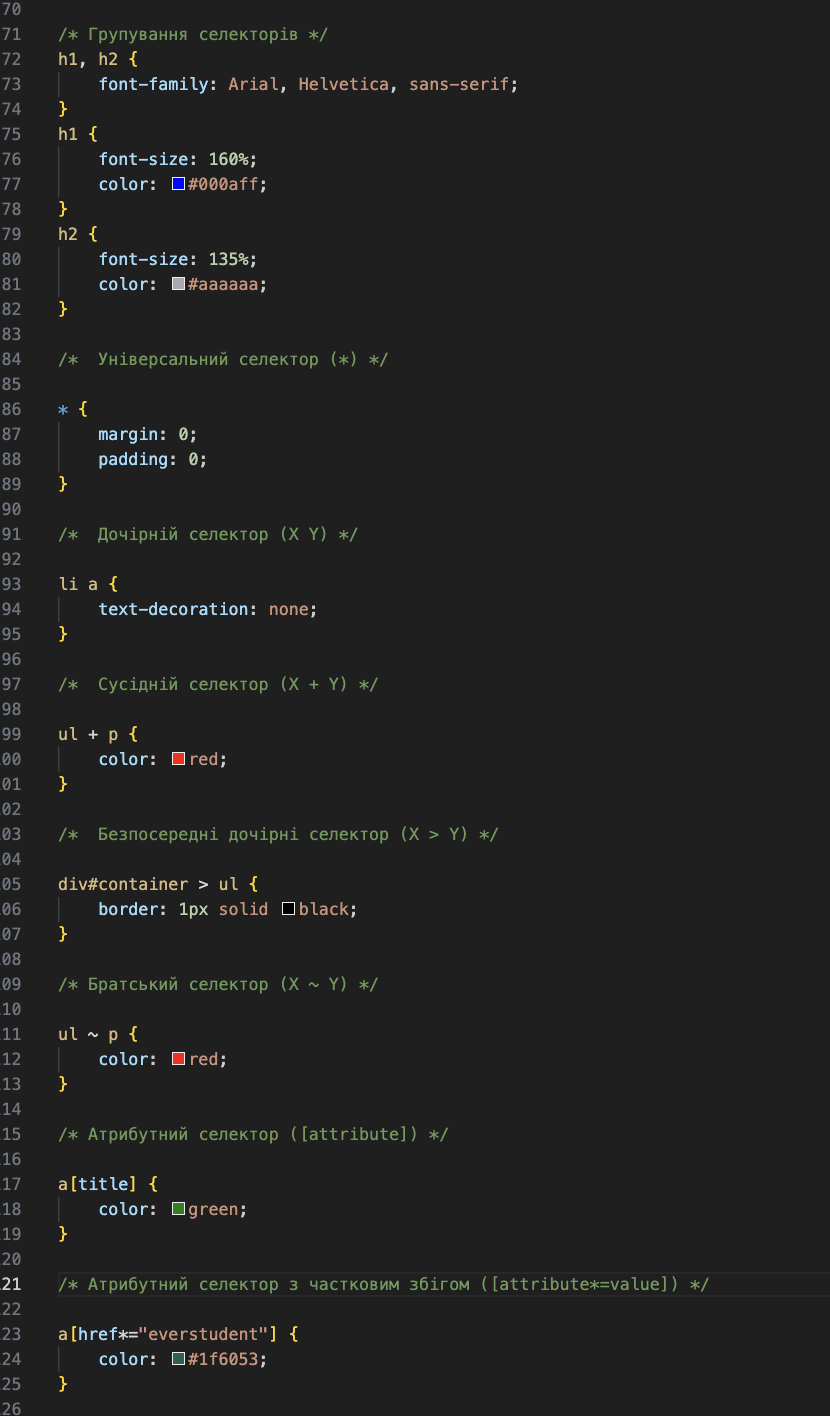 70
71 /* Групування селекторів */
72 h1, h2 {
73     font-family: Arial, Helvetica, sans-serif;
74 }
75 h1 {
76     font-size: 160%;
77     color: #000aff;
78 }
79 h2 {
80     font-size: 135%;
81     color: #aaaaaa;
82 }
83
84 /*  Універсальний селектор (*) */
85
86 * {
87     margin: 0;
88     padding: 0;
89 }
90
91 /*  Дочірній селектор (X Y) */
92
93 li a {
94     text-decoration: none;
95 }
96
97 /*  Сусідній селектор (X + Y) */
98
99 ul + p {
00     color: red;
01 }
02
03 /*  Безпосередні дочірні селектор (X > Y) */
04
05 div#container > ul {
06     border: 1px solid black;
07 }
08
09 /* Братський селектор (X ~ Y) */
10
11 ul ~ p {
12     color: red;
13 }
14
15 /* Атрибутний селектор ([attribute]) */
16
17 a[title] {
18     color: green;
19 }
20
21 /* Атрибутний селектор з частковим збігом ([attribute*=value]) */
22
23 a[href*="everstudent"] {
24     color: #1f6053;
25 }
26